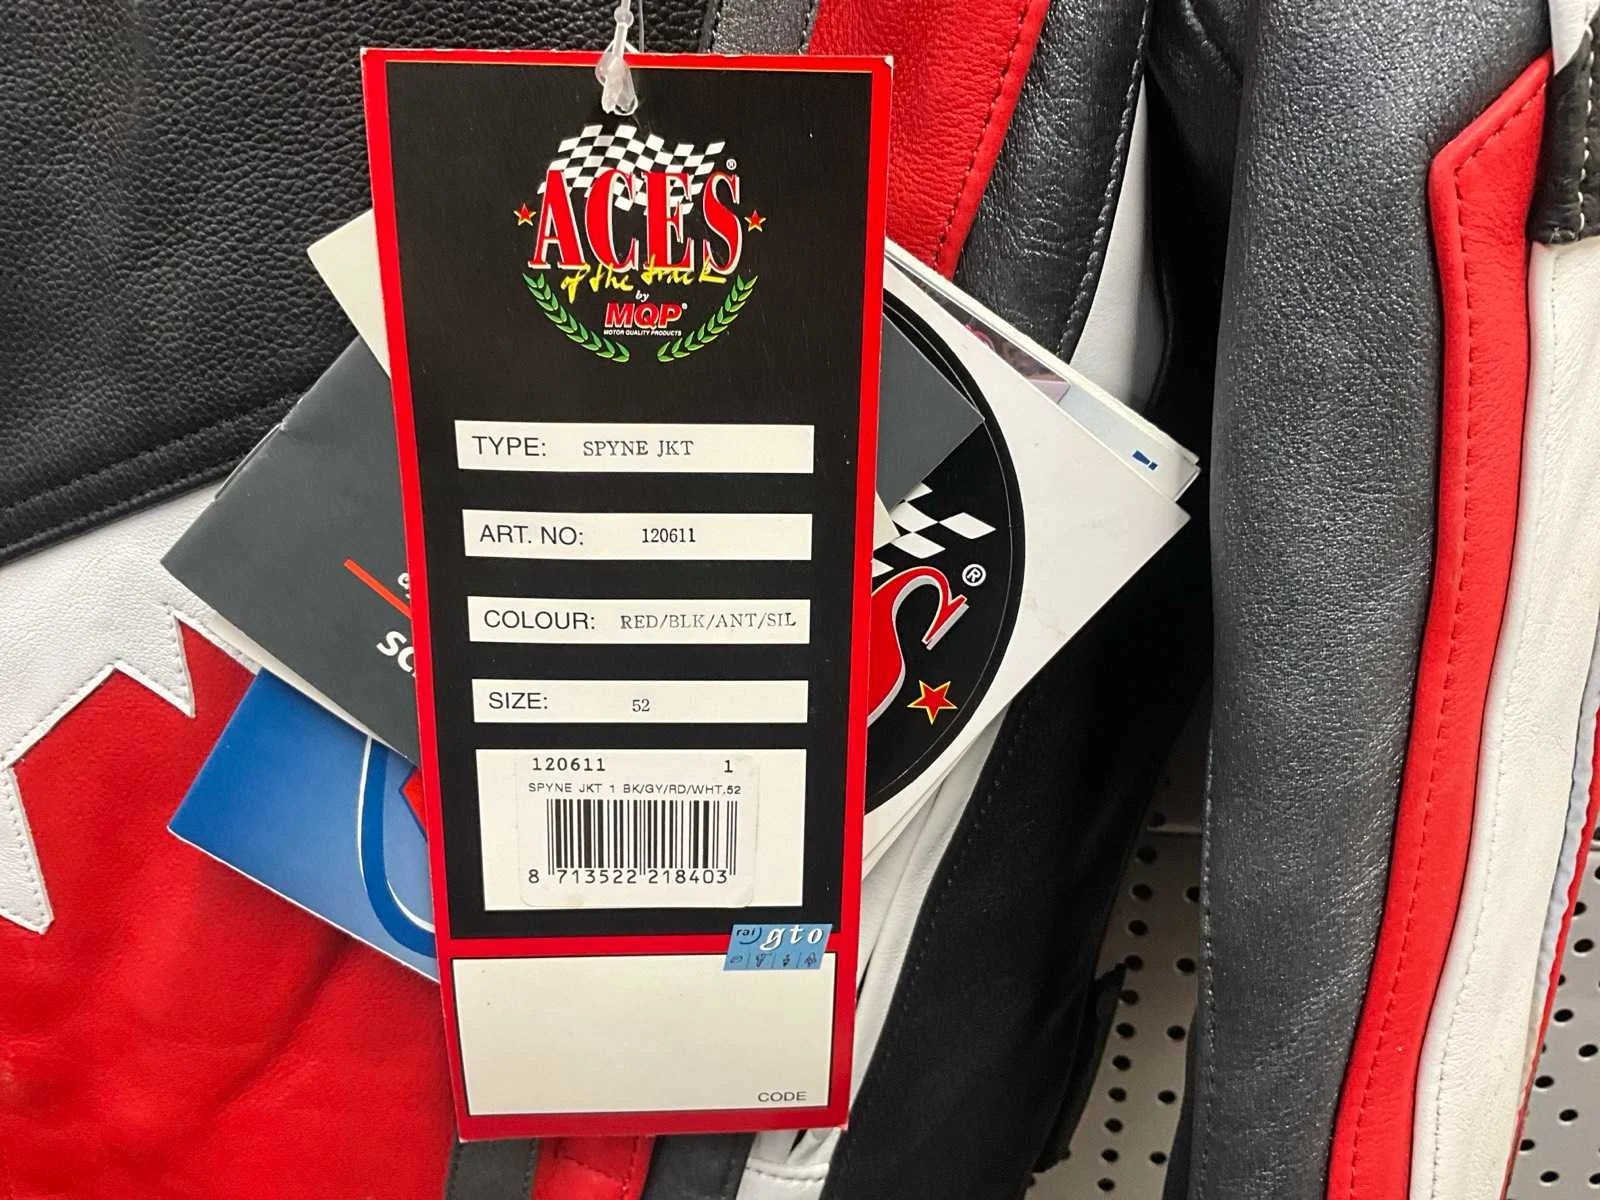 ACES®
of the track
by
MQP®
MOTOR QUALITY PRODUCTS
TYPE: SPYNE JKT
ART. NO: 120611
COLOUR: RED/BLK/ANT/SIL
SIZE: 52
120611 1
SPYNE JKT 1 BK/GY/RD/WHT.52
8 713522 218403
rai gto
CODE
S®